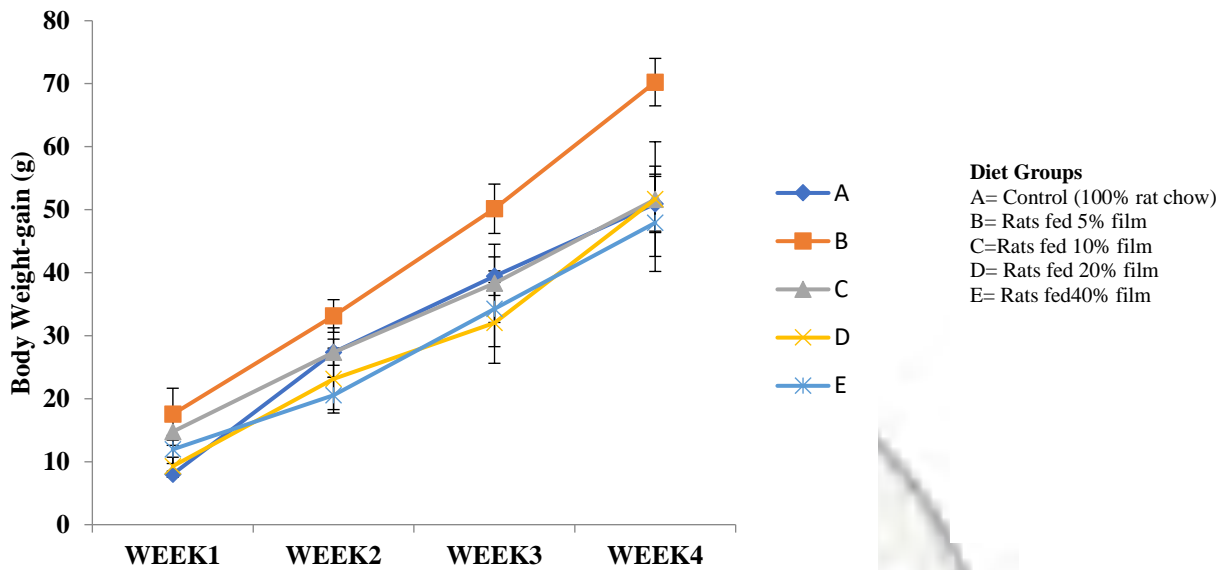 80
70
60
50
40
30
20
10
0
Body Weight-gain (g)
WEEK1 WEEK2 WEEK3 WEEK4
A
B
C
D
E
Diet Groups
A= Control (100% rat chow)
B= Rats fed 5% film
C=Rats fed 10% film
D= Rats fed 20% film
E= Rats fed40% film